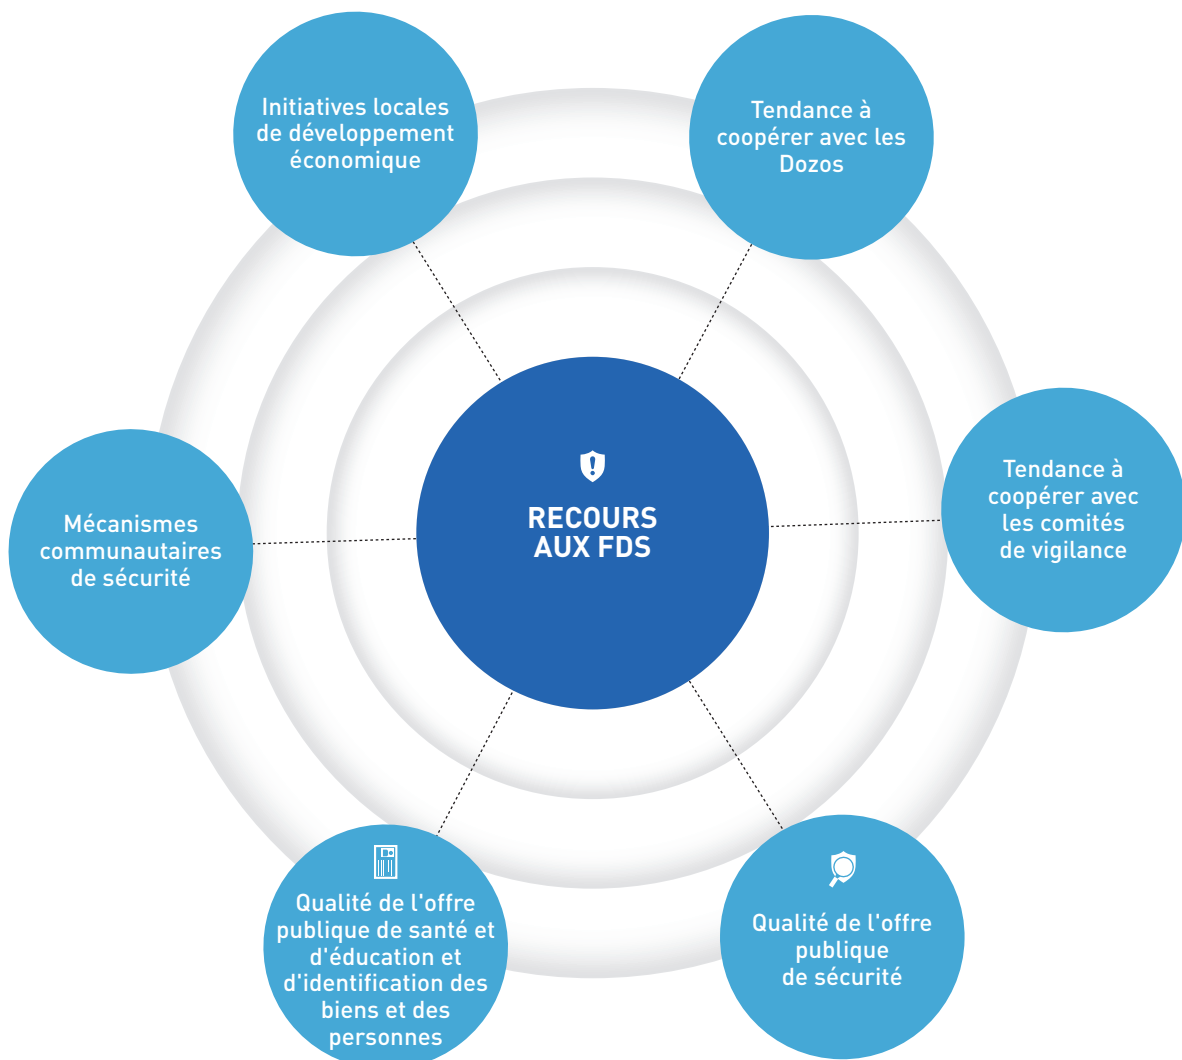 Initiatives locales
de développement
économique
Tendance à
coopérer avec les
Dozos
Mécanismes
communautaires
de sécurité
RECOURS
AUX FDS
Tendance à
coopérer avec
les comités
de vigilance
Qualité de l'offre
publique de santé et
d'éducation et
d'identification des
biens et des
personnes
Qualité de l'offre
publique
de sécurité